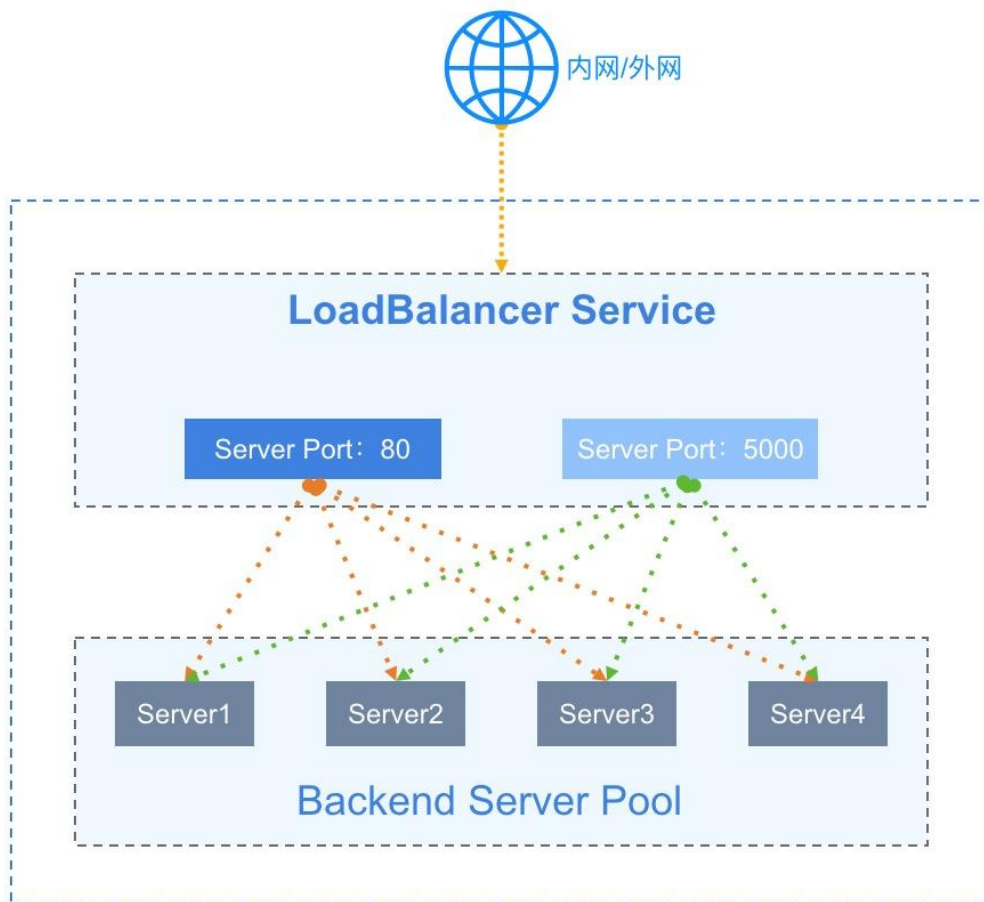 内网/外网
LoadBalancer Service
Server Port：80
Server Port：5000
Server1
Server2
Server3
Server4
Backend Server Pool